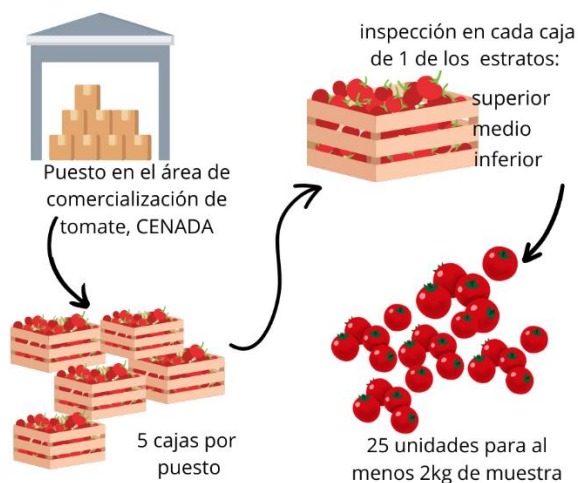 Puesto en el área de
comercialización de
tomate, CENADA
5 cajas por
puesto
inspección en cada caja
de 1 de los estratos:
superior
medio
inferior
25 unidades para al
menos 2kg de muestra